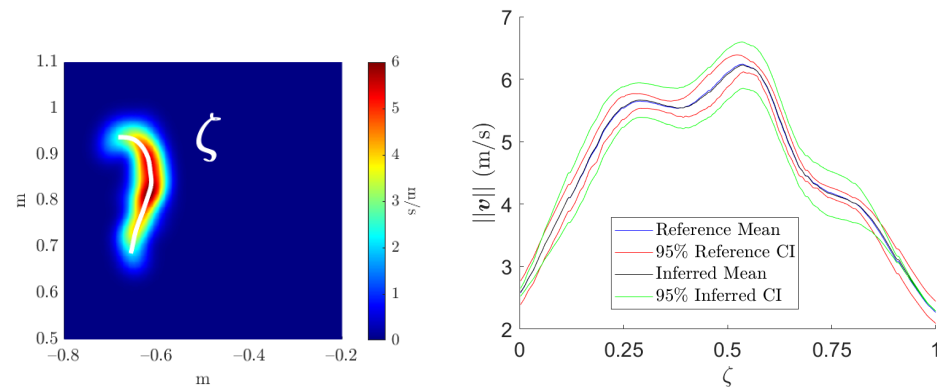 1.1
1
0.9
0.8
0.7
0.6
0.5
m
−0.8
−0.6
−0.4
−0.2
m
ζ
6
5
4
3
2
1
0
m/s
7
6
5
4
3
2
||v|| (m/s)
0
0.25
0.5
0.75
1
ζ
Reference Mean
95% Reference CI
Inferred Mean
95% Inferred CI